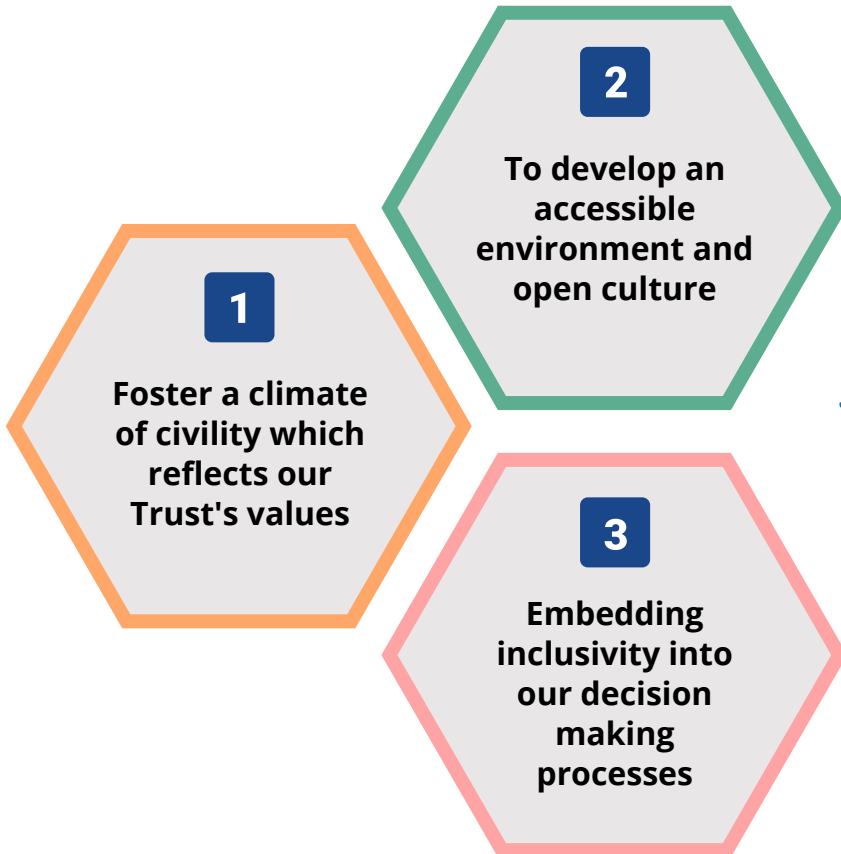 1
Foster a climate
of civility which
reflects our
Trust's values
2
To develop an
accessible
environment and
open culture
3
Embedding
inclusivity into
our decision
making
processes